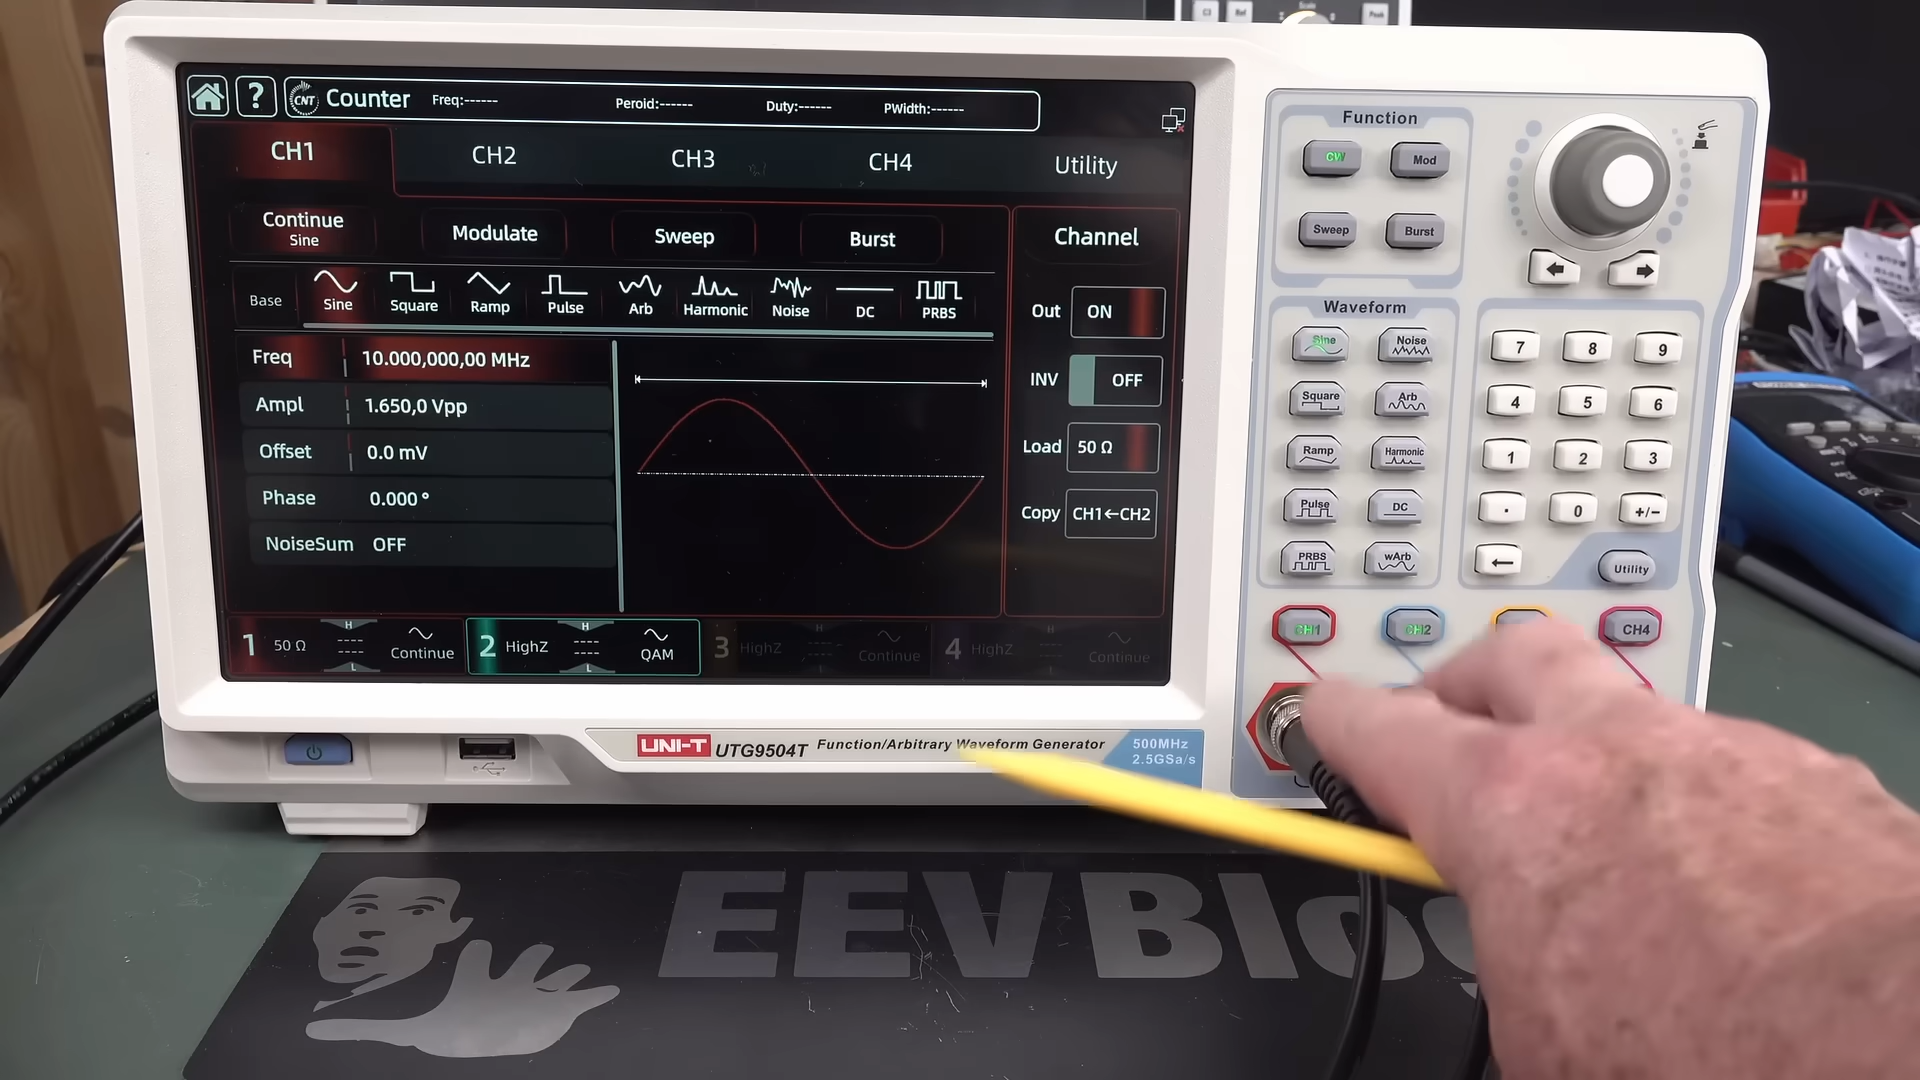 ? CNT Counter Freq:------ Peroid:------ Duty:------ PWidth:------
CH1 CH2 CH3 CH4 Utility
Continue
Sine
Modulate Sweep Burst
Base Sine Square Ramp Pulse Arb Harmonic Noise DC PRBS
Freq 10.000,000,00 MHz
Ampl 1.650,0 Vpp
Offset 0.0 mV
Phase 0.000 °
NoiseSum OFF
Channel
Out ON
INV OFF
Load 50 Ω
Copy CH1←CH2
1 50 Ω H ---- L Continue
2 HighZ H ---- L QAM
3 HighZ H ---- L Continue
4 HighZ H ---- L Continue
UNI-T UTG9504T Function/Arbitrary Waveform Generator
500MHz
2.5GSa/s
Function
CW Mod
Sweep Burst
Waveform
Sine Noise
Square Arb
Ramp Harmonic
Pulse DC
PRBS wArb
7 8 9
4 5 6
1 2 3
. 0 +/-
←
Utility
CH1 CH2 CH4
EEVBlog